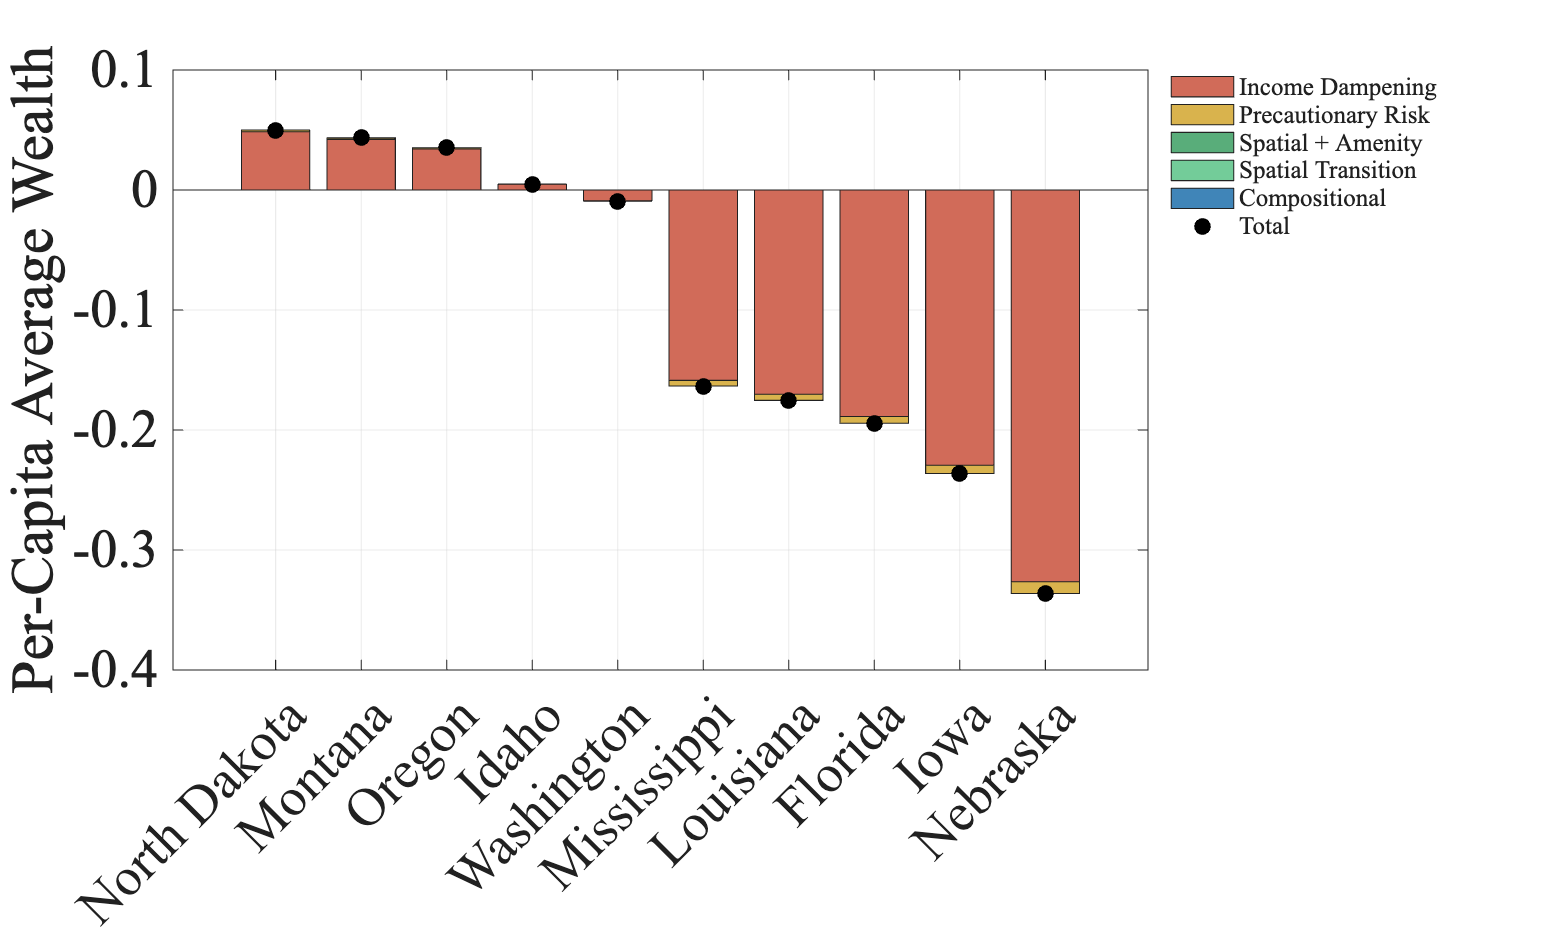 Per-Capita Average Wealth
0.1
0
-0.1
-0.2
-0.3
-0.4
North Dakota
Montana
Oregon
Idaho
Washington
Mississippi
Louisiana
Florida
Iowa
Nebraska
Income Dampening
Precautionary Risk
Spatial + Amenity
Spatial Transition
Compositional
Total